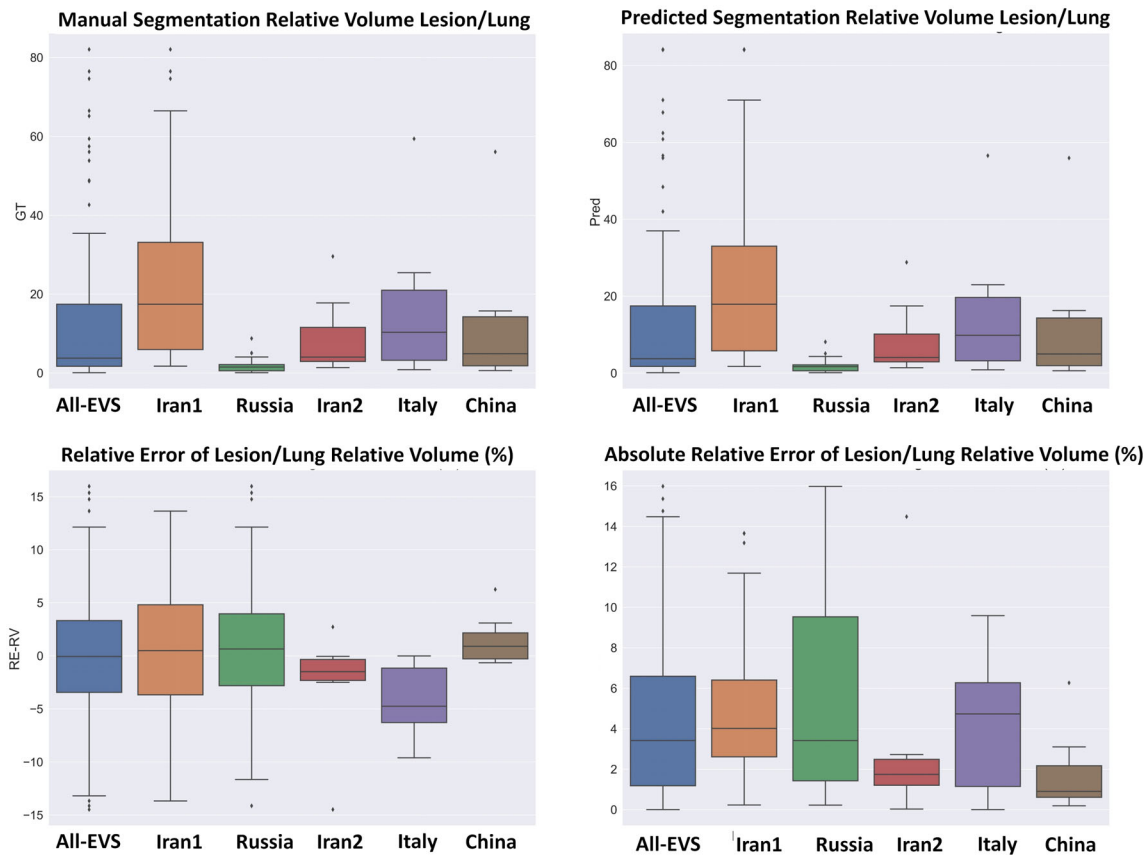 Manual Segmentation Relative Volume Lesion/Lung
80
60
40
20
0
GT
All-EVS Iran1 Russia Iran2 Italy China
Predicted Segmentation Relative Volume Lesion/Lung
80
60
40
20
0
Pred
All-EVS Iran1 Russia Iran2 Italy China
Relative Error of Lesion/Lung Relative Volume (%)
15
10
5
0
−5
−10
−15
RE-RV
All-EVS Iran1 Russia Iran2 Italy China
Absolute Relative Error of Lesion/Lung Relative Volume (%)
16
14
12
10
8
6
4
2
0
All-EVS Iran1 Russia Iran2 Italy China